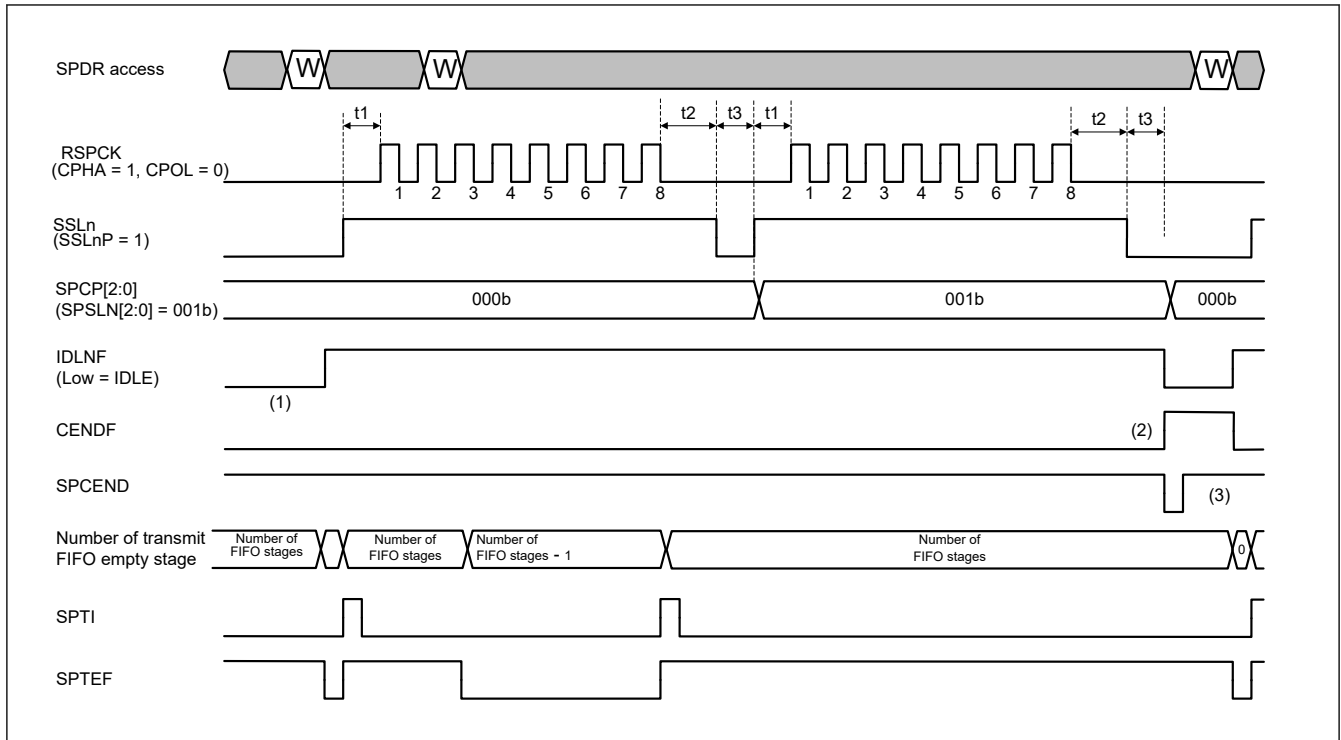 SPDR access
W
W
W
t1
t2
t3
t1
t2
t3
RSPCK
(CPHA = 1, CPOL = 0)
1 2 3 4 5 6 7 8
1 2 3 4 5 6 7 8
SSLn
(SSLnP = 1)
SPCP[2:0]
(SPSLN[2:0] = 001b)
000b
001b
000b
IDLNF
(Low = IDLE)
(1)
CENDF
(2)
SPCEND
(3)
Number of transmit
FIFO empty stage
Number of
FIFO stages
Number of
FIFO stages
Number of
FIFO stages - 1
Number of
FIFO stages
0
SPTI
SPTEF